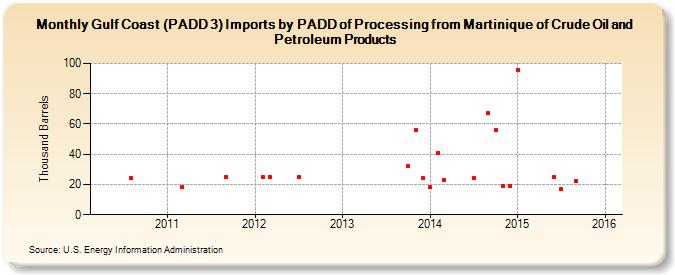 Monthly Gulf Coast (PADD 3) Imports by PADD of Processing from Martinique of Crude Oil and
Petroleum Products
Thousand Barrels
100
80
60
40
20
0
2011 2012 2013 2014 2015 2016
Source: U.S. Energy Information Administration